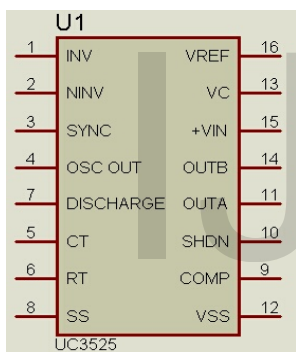 U1
1 INV VREF 16
2 NINV VC 13
3 SYNC +VIN 15
4 OSC OUT OUTB 14
7 DISCHARGE OUTA 11
5 CT SHDN 10
6 RT COMP 9
8 SS VSS 12
UC3525